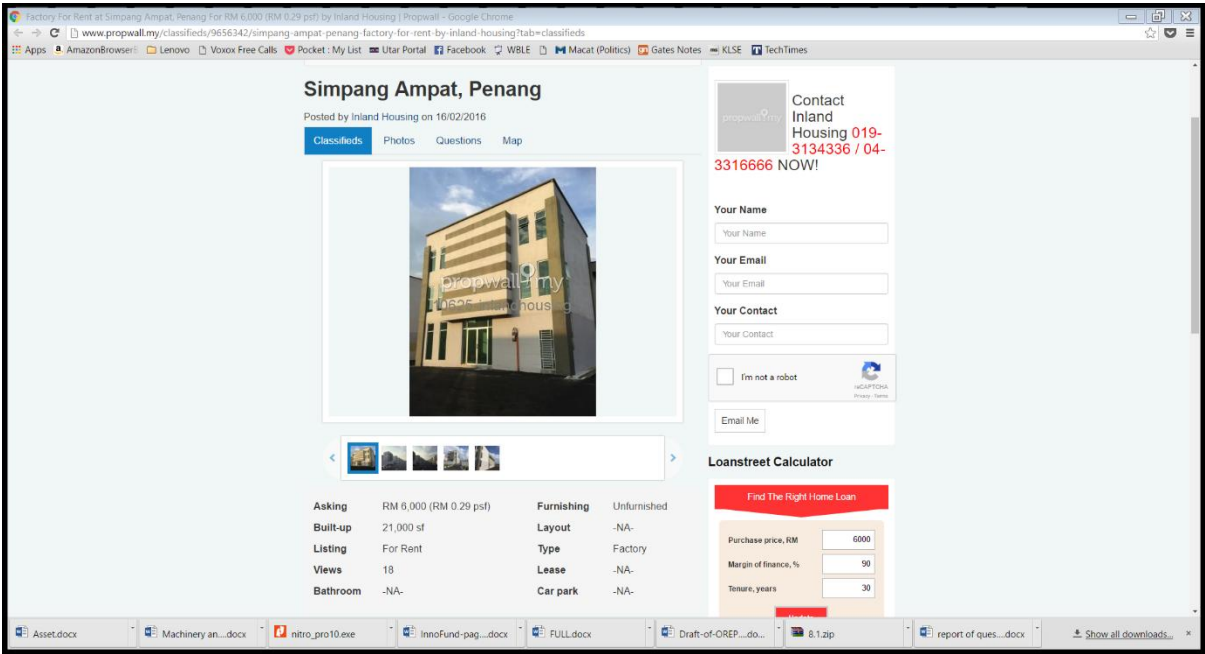 Factory For Rent at Simpang Ampat, Penang For RM 6,000 (RM 0.29 psf) by Inland Housing | Propwall - Google Chrome
www.propwall.my/classifieds/9656342/simpang-ampat-penang-factory-for-rent-by-inland-housing?tab=classifieds
Apps AmazonBrowserE Lenovo Voxox Free Calls Pocket : My List Utar Portal Facebook WBLE Macat (Politics) Gates Notes KLSE TechTimes
Simpang Ampat, Penang
Posted by Inland Housing on 16/02/2016
Classifieds Photos Questions Map
propwall my
Asking RM 6,000 (RM 0.29 psf) Furnishing Unfurnished
Built-up 21,000 sf Layout -NA-
Listing For Rent Type Factory
Views 18 Lease -NA-
Bathroom -NA- Car park -NA-
propwall my
Contact
Inland
Housing 019-
3134336 / 04-
3316666 NOW!
Your Name
Your Name
Your Email
Your Email
Your Contact
Your Contact
I'm not a robot
reCAPTCHA
Privacy - Terms
Email Me
Loanstreet Calculator
Find The Right Home Loan
Purchase price, RM 6000
Margin of finance, % 90
Tenure, years 30
Asset.docx Machinery an....docx nitro_pro10.exe InnoFund-pag....docx FULL.docx Draft-of-OREP....do... 8.1.zip report of ques....docx Show all downloads...